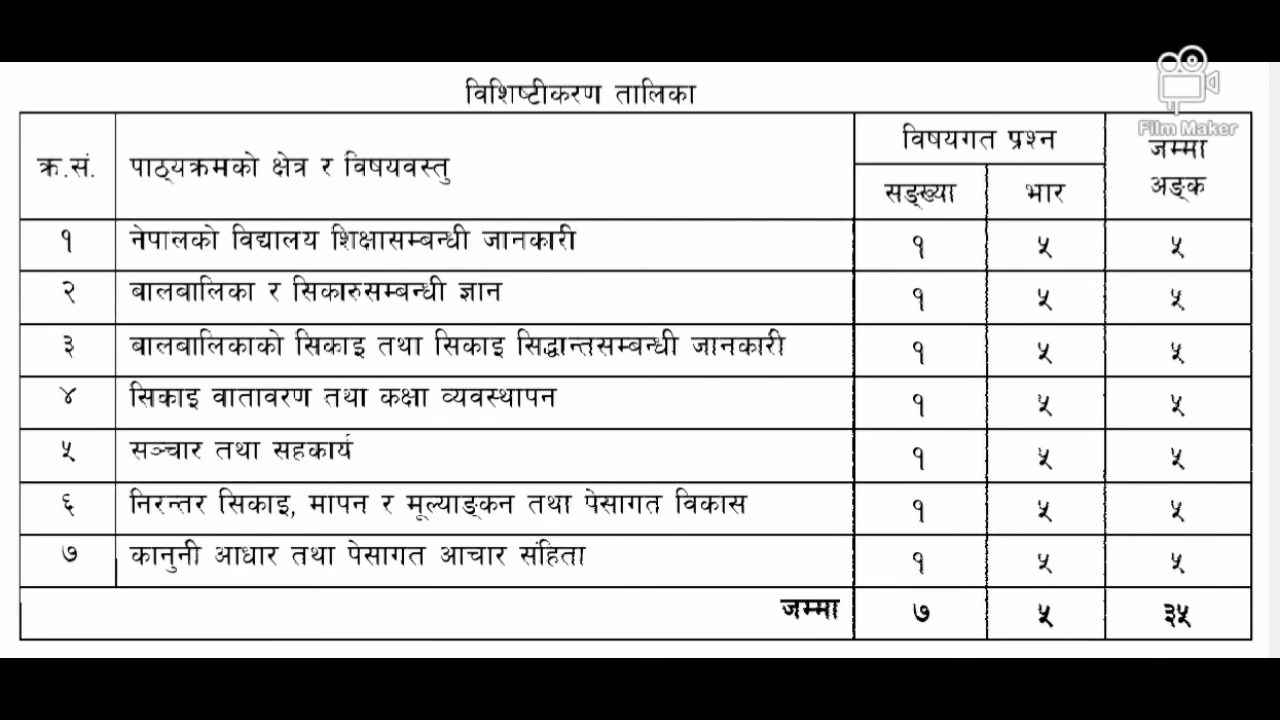 विशिष्टीकरण तालिका
Film Maker
क्र.सं. पाठ्यक्रमको क्षेत्र र विषयवस्तु विषयगत प्रश्न जम्मा अङ्क
सङ्ख्या भार
१ नेपालको विद्यालय शिक्षासम्बन्धी जानकारी १ ५ ५
२ बालबालिका र सिकारुसम्बन्धी ज्ञान १ ५ ५
३ बालबालिकाको सिकाइ तथा सिकाइ सिद्धान्तसम्बन्धी जानकारी १ ५ ५
४ सिकाइ वातावरण तथा कक्षा व्यवस्थापन १ ५ ५
५ सञ्चार तथा सहकार्य १ ५ ५
६ निरन्तर सिकाइ, मापन र मूल्याङ्कन तथा पेसागत विकास १ ५ ५
७ कानुनी आधार तथा पेसागत आचार संहिता १ ५ ५
जम्मा ७ ५ ३५